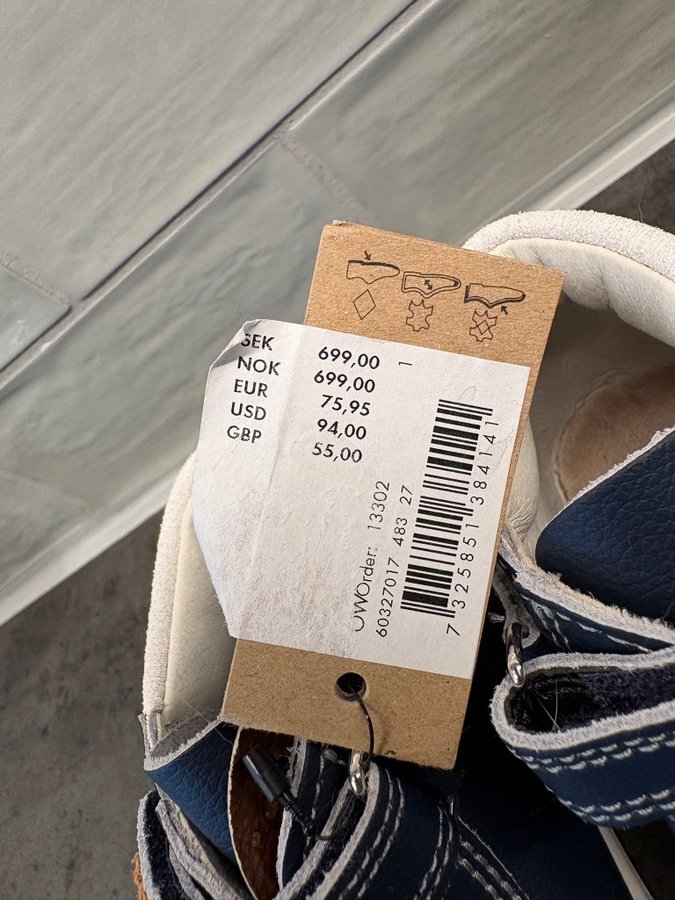 SEK 699,00 1
NOK 699,00
EUR 75,95
USD 94,00
GBP 55,00
Order: 13302
60327017 483 27
7 325851 384141